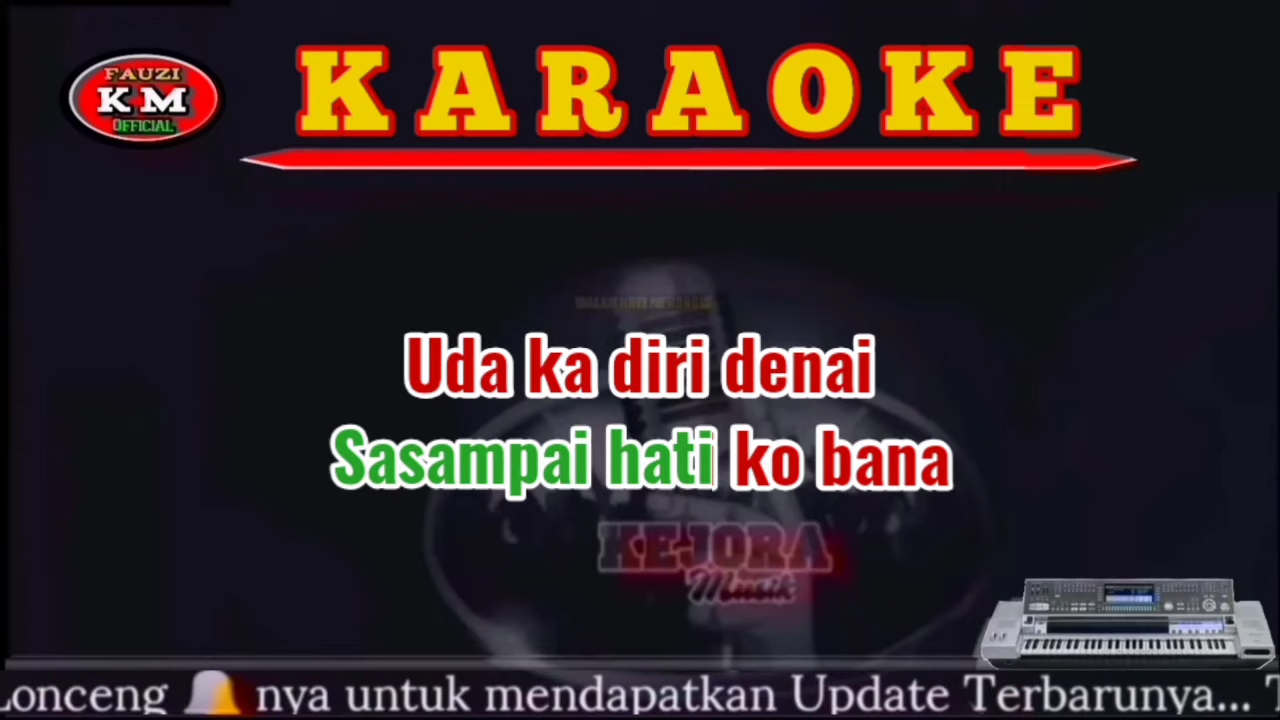 FAUZI
KM
OFFICIAL
KARAOKE
Uda ka diri denai
Sasampai hati ko bana
KEJORA
Musik
Lonceng 🔔 nya untuk mendapatkan Update Terbarunya... T